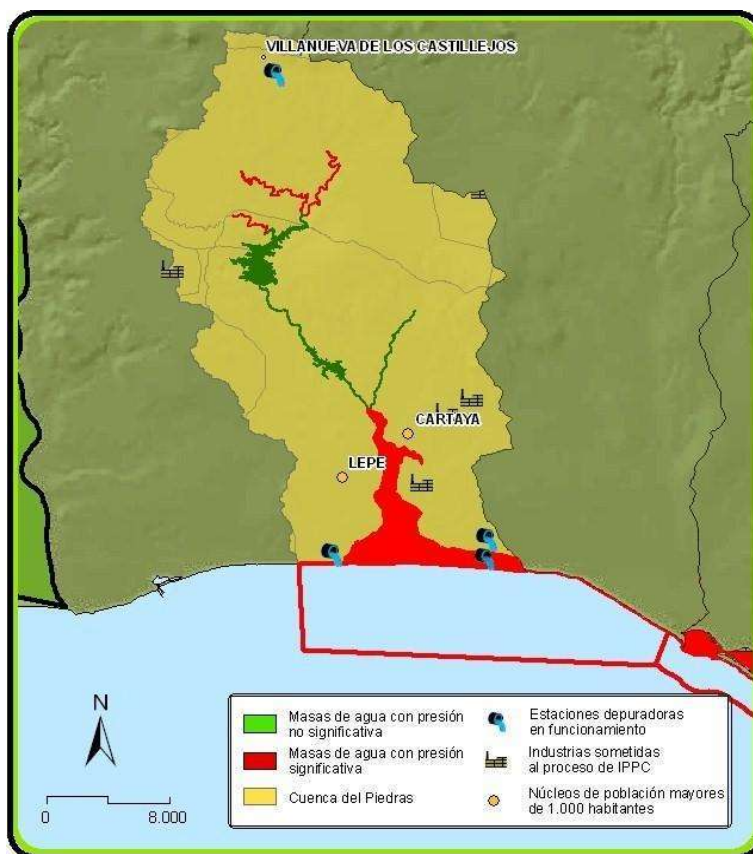 VILLANUEVA DE LOS CASTILLEJOS
CARTAYA
LEPE
N
0 8.000
Masas de agua con presión
no significativa
Masas de agua con presión
significativa
Cuenca del Piedras
Estaciones depuradoras
en funcionamiento
Industrias sometidas
al proceso de IPPC
Núcleos de población mayores
de 1.000 habitantes